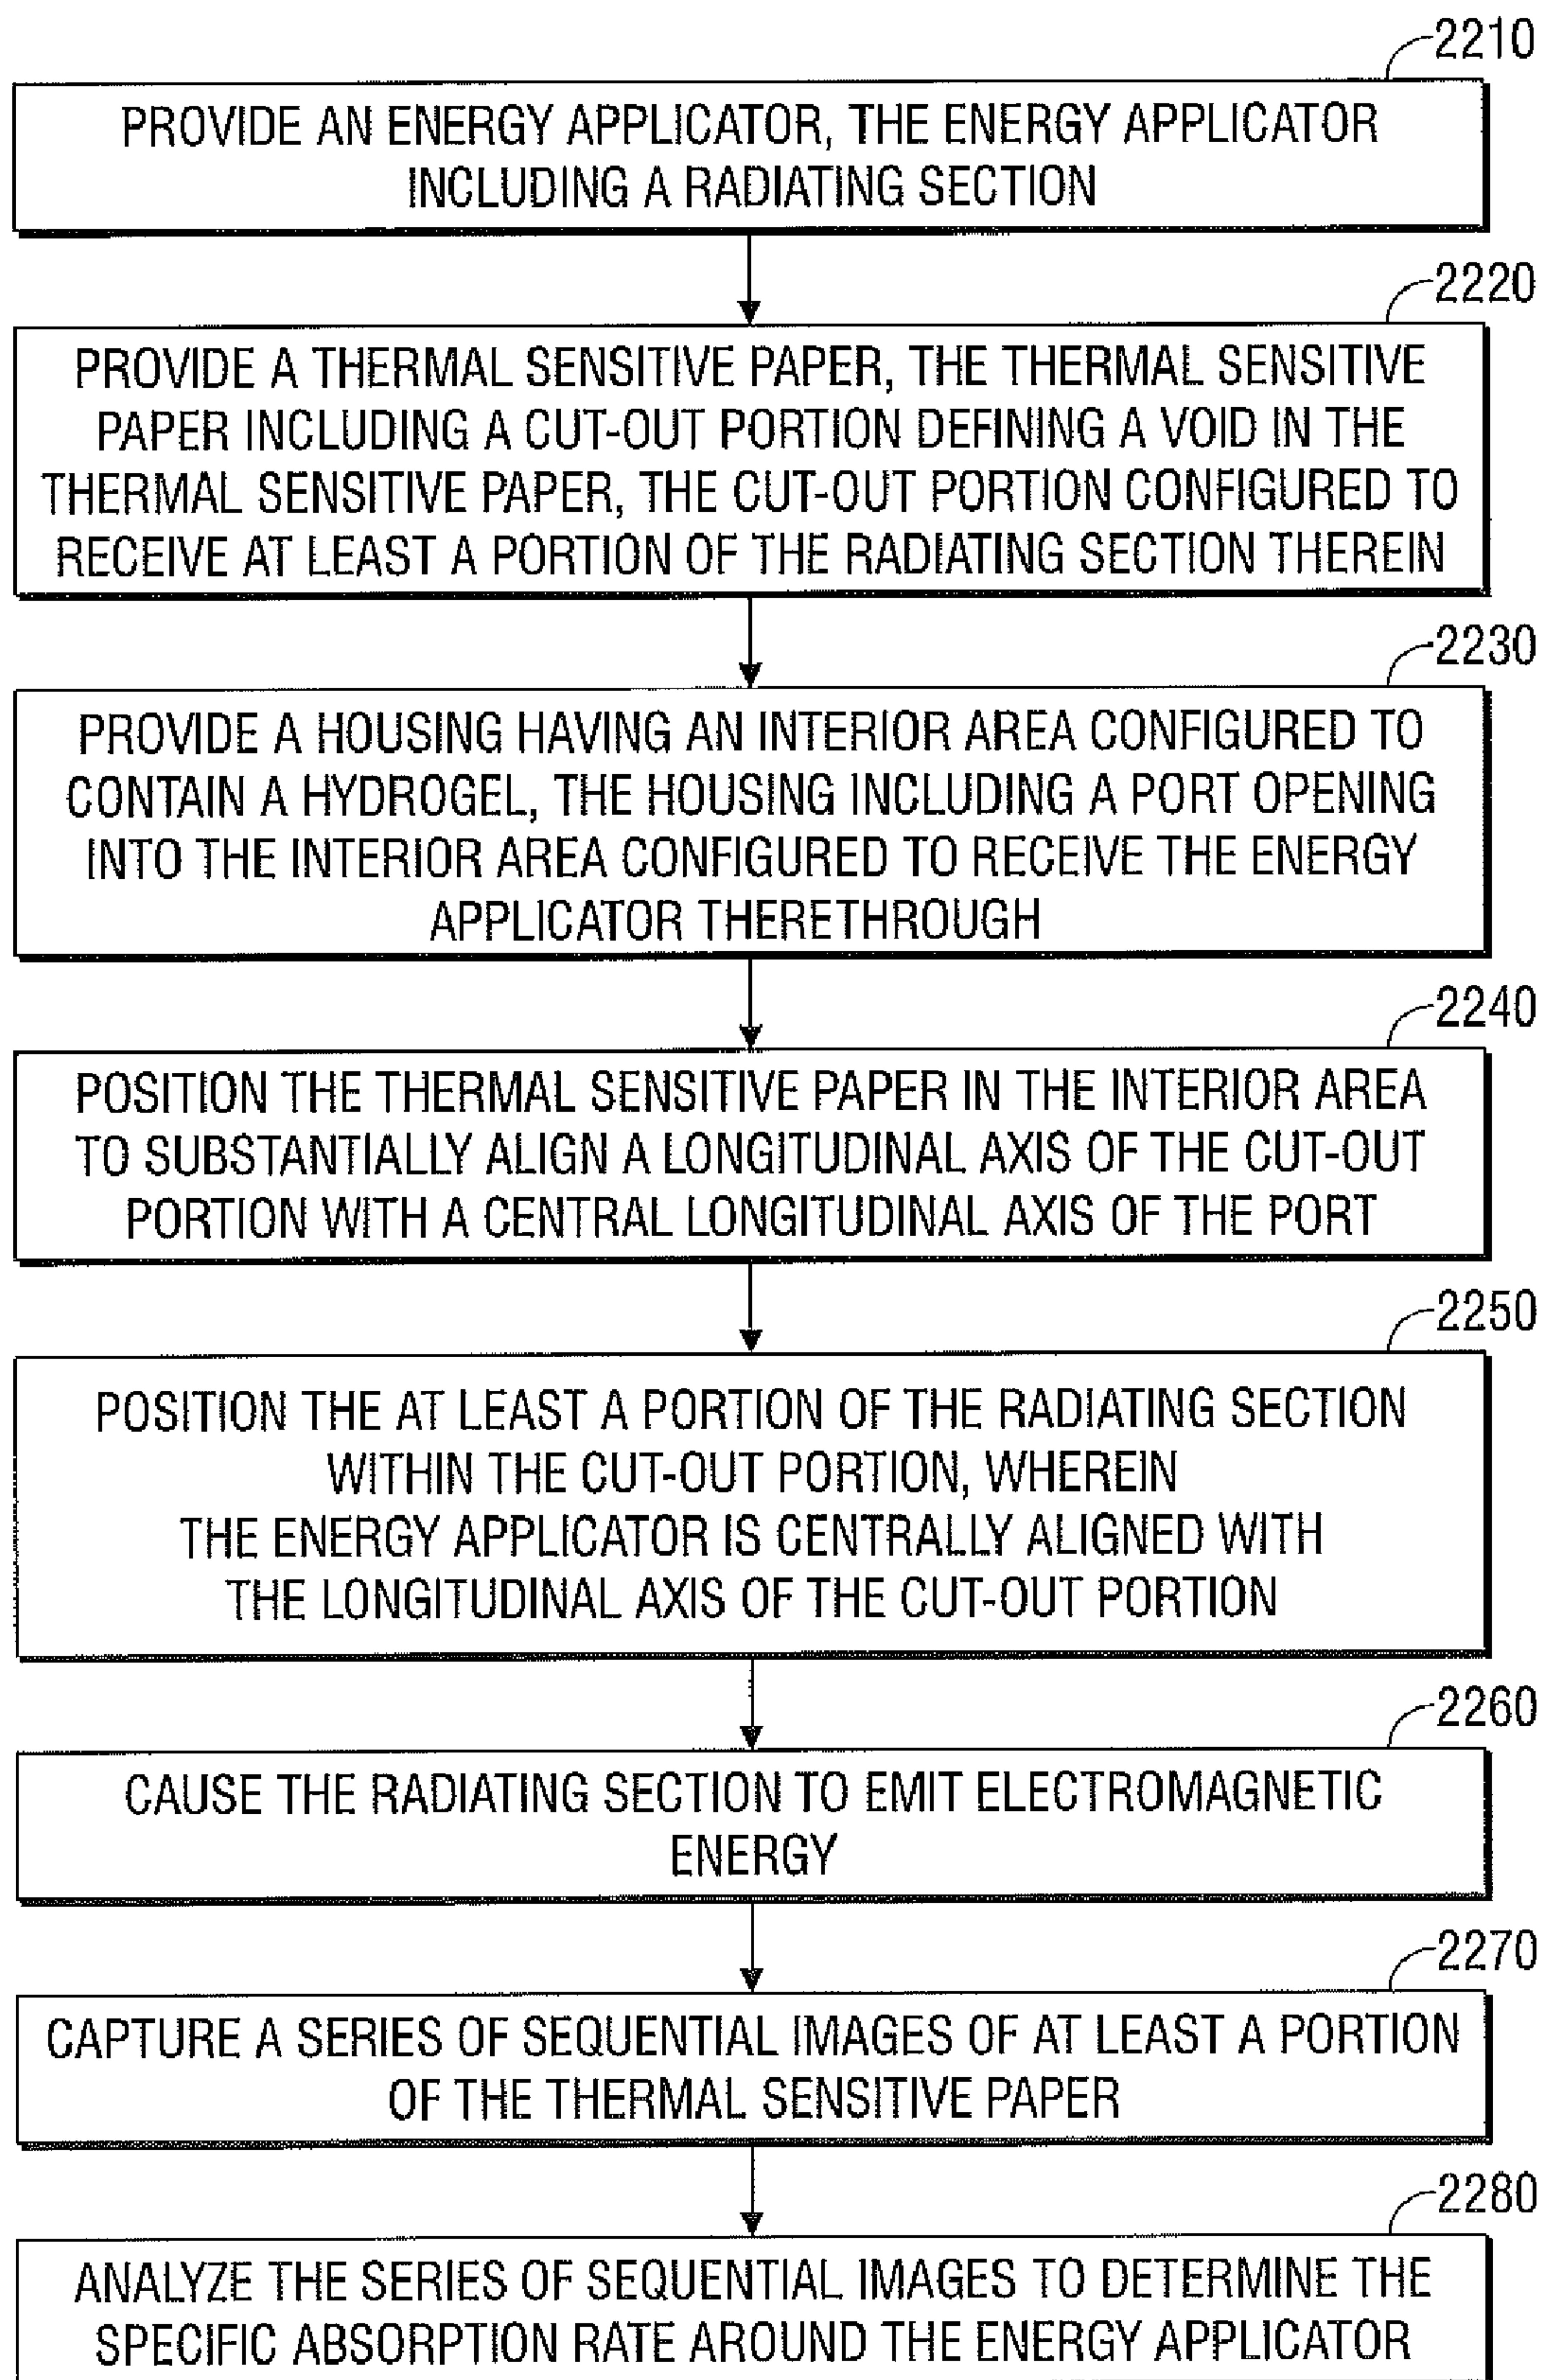 2210
PROVIDE AN ENERGY APPLICATOR, THE ENERGY APPLICATOR
INCLUDING A RADIATING SECTION
2220
PROVIDE A THERMAL SENSITIVE PAPER, THE THERMAL SENSITIVE
PAPER INCLUDING A CUT-OUT PORTION DEFINING A VOID IN THE
THERMAL SENSITIVE PAPER, THE CUT-OUT PORTION CONFIGURED TO
RECEIVE AT LEAST A PORTION OF THE RADIATING SECTION THEREIN
2230
PROVIDE A HOUSING HAVING AN INTERIOR AREA CONFIGURED TO
CONTAIN A HYDROGEL, THE HOUSING INCLUDING A PORT OPENING
INTO THE INTERIOR AREA CONFIGURED TO RECEIVE THE ENERGY
APPLICATOR THERETHROUGH
2240
POSITION THE THERMAL SENSITIVE PAPER IN THE INTERIOR AREA
TO SUBSTANTIALLY ALIGN A LONGITUDINAL AXIS OF THE CUT-OUT
PORTION WITH A CENTRAL LONGITUDINAL AXIS OF THE PORT
2250
POSITION THE AT LEAST A PORTION OF THE RADIATING SECTION
WITHIN THE CUT-OUT PORTION, WHEREIN
THE ENERGY APPLICATOR IS CENTRALLY ALIGNED WITH
THE LONGITUDINAL AXIS OF THE CUT-OUT PORTION
2260
CAUSE THE RADIATING SECTION TO EMIT ELECTROMAGNETIC
ENERGY
2270
CAPTURE A SERIES OF SEQUENTIAL IMAGES OF AT LEAST A PORTION
OF THE THERMAL SENSITIVE PAPER
2280
ANALYZE THE SERIES OF SEQUENTIAL IMAGES TO DETERMINE THE
SPECIFIC ABSORPTION RATE AROUND THE ENERGY APPLICATOR